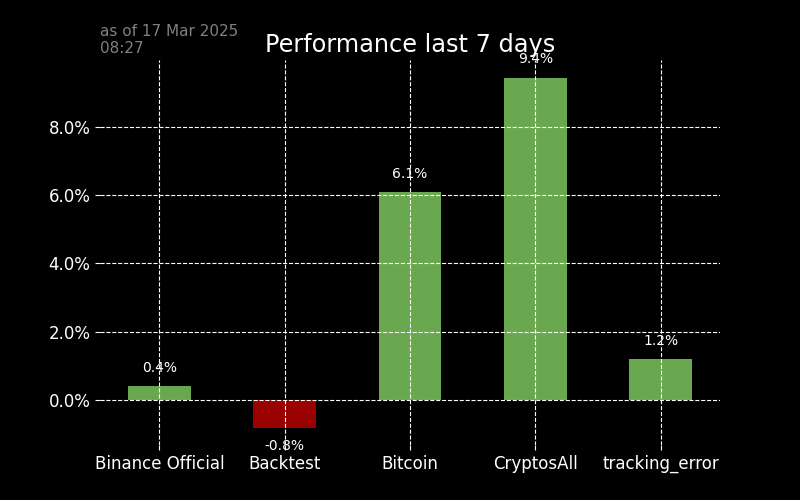 as of 17 Mar 2025
08:27
Performance last 7 days
9.4%
8.0%
6.1%
6.0%
4.0%
2.0%
1.2%
0.4%
0.0%
-0.8%
Binance Official
Backtest
Bitcoin
CryptosAll
tracking_error